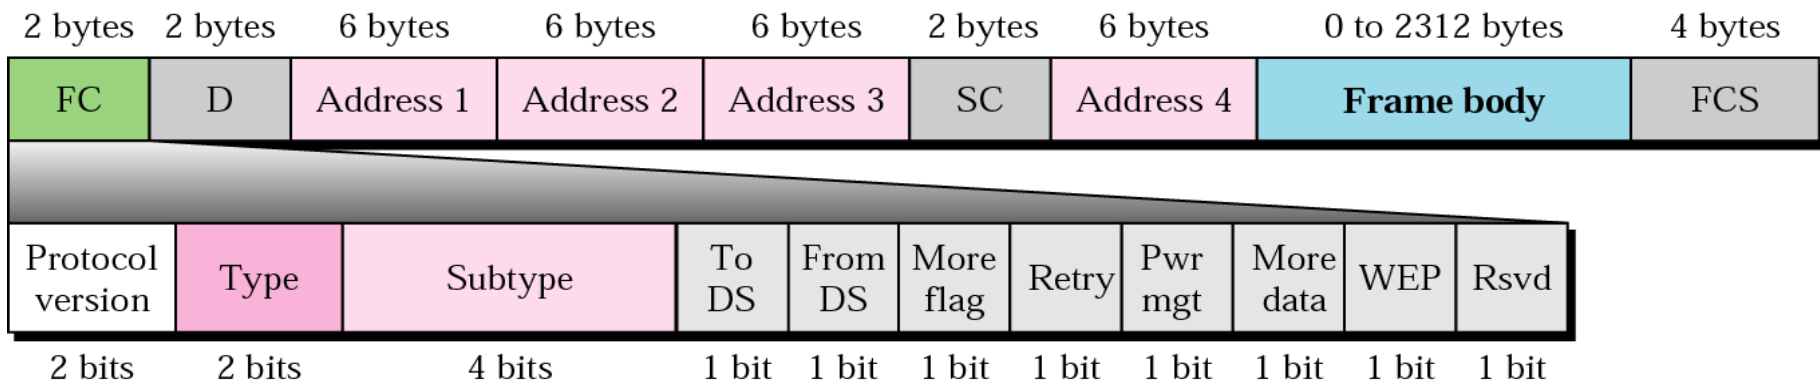 2 bytes 2 bytes 6 bytes 6 bytes 6 bytes 2 bytes 6 bytes 0 to 2312 bytes 4 bytes
FC D Address 1 Address 2 Address 3 SC Address 4 Frame body FCS
Protocol version Type Subtype To DS From DS More flag Retry Pwr mgt More data WEP Rsvd
2 bits 2 bits 4 bits 1 bit 1 bit 1 bit 1 bit 1 bit 1 bit 1 bit 1 bit